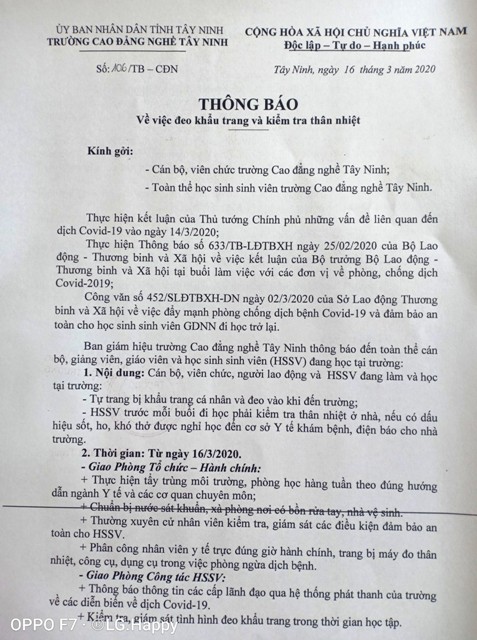 ỦY BAN NHÂN DÂN TỈNH TÂY NINH
TRƯỜNG CAO ĐẲNG NGHỀ TÂY NINH
CỘNG HÒA XÃ HỘI CHỦ NGHĨA VIỆT NAM
Độc lập – Tự do – Hạnh phúc
Số: 106/TB – CĐN
Tây Ninh, ngày 16 tháng 3 năm 2020
THÔNG BÁO
Về việc đeo khẩu trang và kiểm tra thân nhiệt
Kính gởi:
- Cán bộ, viên chức trường Cao đẳng nghề Tây Ninh;
- Toàn thể học sinh sinh viên trường Cao đẳng nghề Tây Ninh.
Thực hiện kết luận của Thủ tướng Chính phủ những vấn đề liên quan đến
dịch Covid-19 vào ngày 14/3/2020;
Thực hiện Thông báo số 633/TB-LĐTBXH ngày 25/02/2020 của Bộ Lao
động - Thương binh và Xã hội về việc kết luận của Bộ trưởng Bộ Lao động -
Thương binh và Xã hội tại buổi làm việc với các đơn vị về phòng, chống dịch
Covid-2019;
Công văn số 452/SLĐTBXH-DN ngày 02/3/2020 của Sở Lao động Thương
binh và Xã hội về việc đẩy mạnh phòng chống dịch bệnh Covid-19 và đảm bảo an
toàn cho học sinh sinh viên GDNN đi học trở lại.
Ban giám hiệu trường Cao đẳng nghề Tây Ninh thông báo đến toàn thể cán
bộ, giảng viên, giáo viên và học sinh sinh viên (HSSV) đang học tại trường:
1. Nội dung: Cán bộ, viên chức, người lao động và HSSV đang làm và học
tại trường:
- Tự trang bị khẩu trang cá nhân và đeo vào khi đến trường;
- HSSV trước mỗi buổi đi học phải kiểm tra thân nhiệt ở nhà, nếu có dấu
hiệu sốt, ho, khó thở được nghỉ học đến cơ sở Y tế khám bệnh, điện báo cho nhà
trường.
2. Thời gian: Từ ngày 16/3/2020.
- Giao Phòng Tổ chức – Hành chính:
+ Thực hiện tẩy trùng môi trường, phòng học hàng tuần theo đúng hướng
dẫn ngành Y tế và các cơ quan chuyên môn;
+ Chuẩn bị nước sát khuẩn, xà phòng nơi có bồn rửa tay, nhà vệ sinh.
+ Thường xuyên cử nhân viên kiểm tra, giám sát các điều kiện đảm bảo an
toàn cho HSSV.
+ Phân công nhân viên y tế trực đúng giờ hành chính, trang bị máy đo thân
nhiệt, công cụ, dụng cụ trong việc phòng ngừa dịch bệnh.
- Giao Phòng Công tác HSSV:
+ Thông báo thông tin các cấp lãnh đạo qua hệ thống phát thanh của trường
về các diễn biến về dịch Covid-19.
+ Kiểm tra, giám sát tình hình đeo khẩu trang trong thời gian học tập.
OPPO F7 · LG.Happy